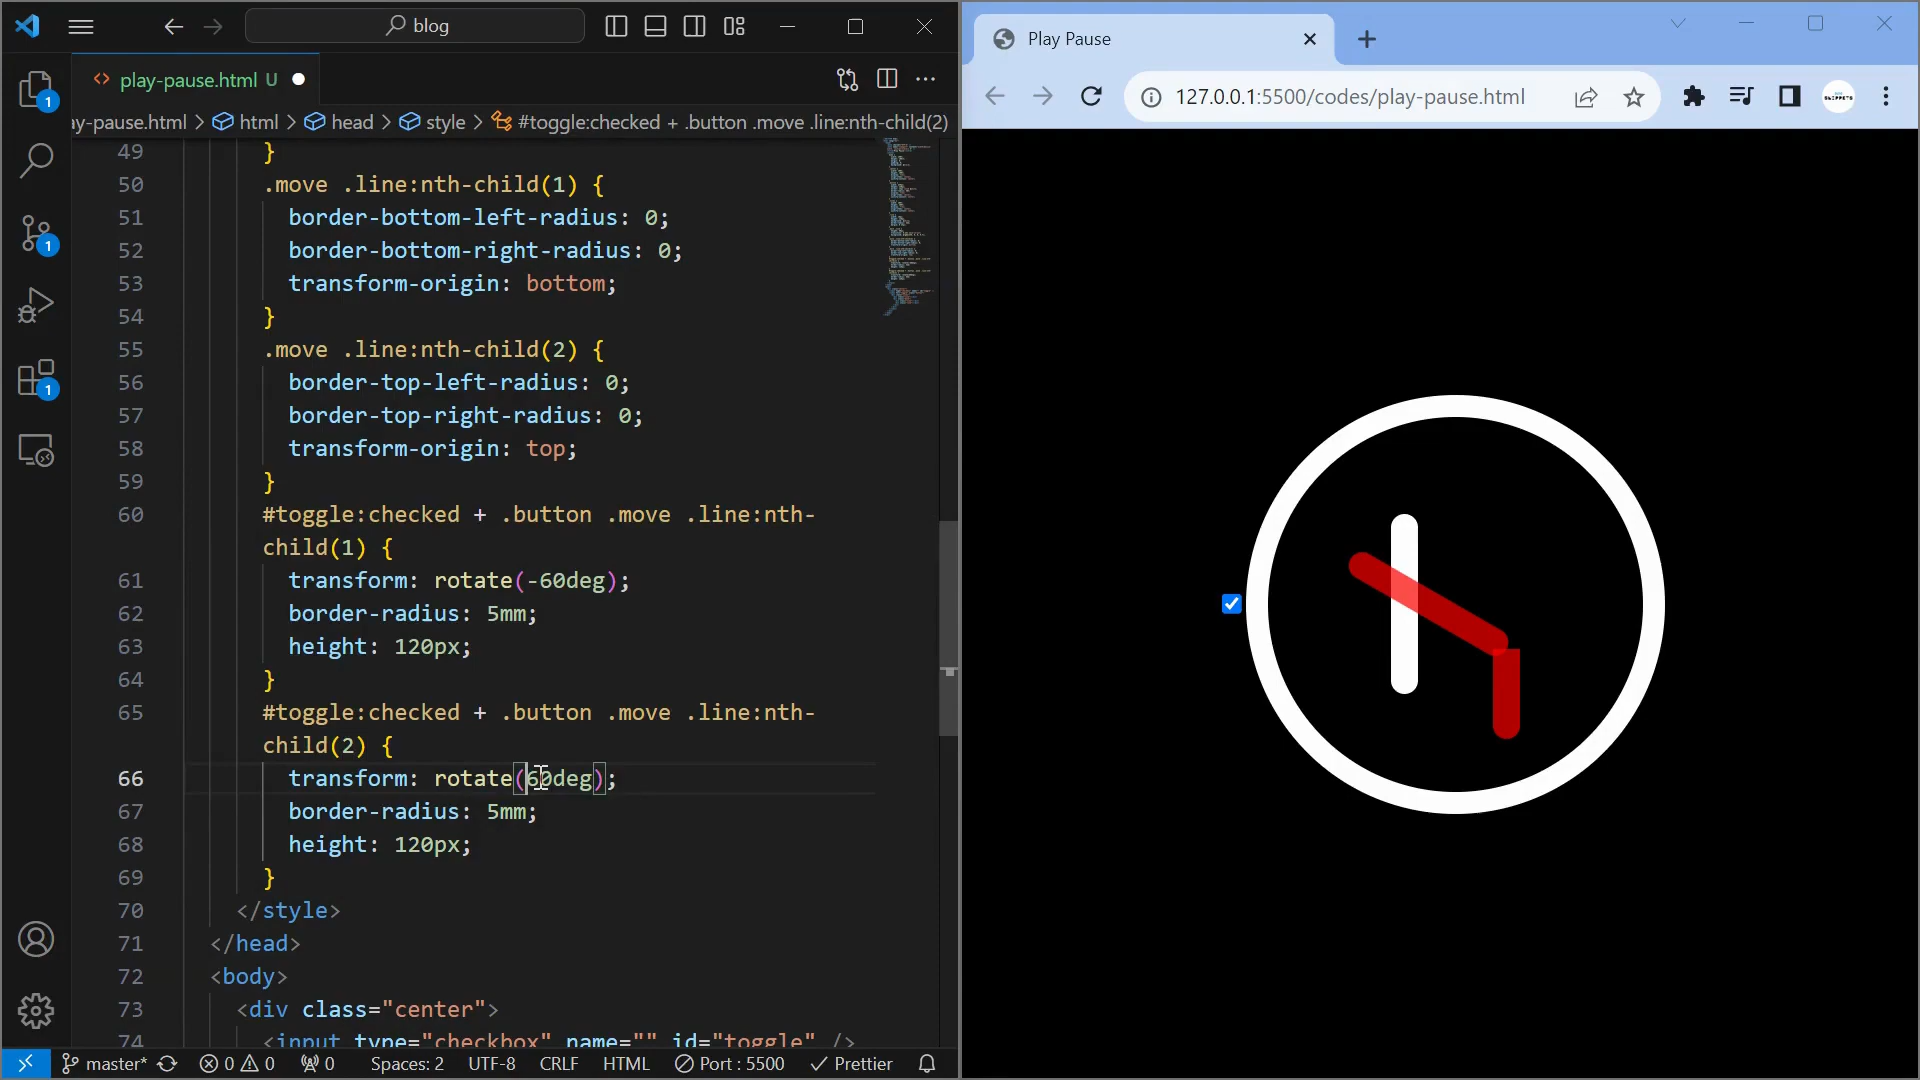 blog
play-pause.html U
ay-pause.html > html > head > style > #toggle:checked + .button .move .line:nth-child(2)
49 }
50 .move .line:nth-child(1) {
51 border-bottom-left-radius: 0;
52 border-bottom-right-radius: 0;
53 transform-origin: bottom;
54 }
55 .move .line:nth-child(2) {
56 border-top-left-radius: 0;
57 border-top-right-radius: 0;
58 transform-origin: top;
59 }
60 #toggle:checked + .button .move .line:nth-
child(1) {
61 transform: rotate(-60deg);
62 border-radius: 5mm;
63 height: 120px;
64 }
65 #toggle:checked + .button .move .line:nth-
child(2) {
66 transform: rotate(60deg);
67 border-radius: 5mm;
68 height: 120px;
69 }
70 </style>
71 </head>
72 <body>
73 <div class="center">
74 <input type="checkbox" name="" id="toggle" />
1
1
1
master* 0 0 0 Spaces: 2 UTF-8 CRLF HTML Port : 5500 Prettier
Play Pause
127.0.0.1:5500/codes/play-pause.html